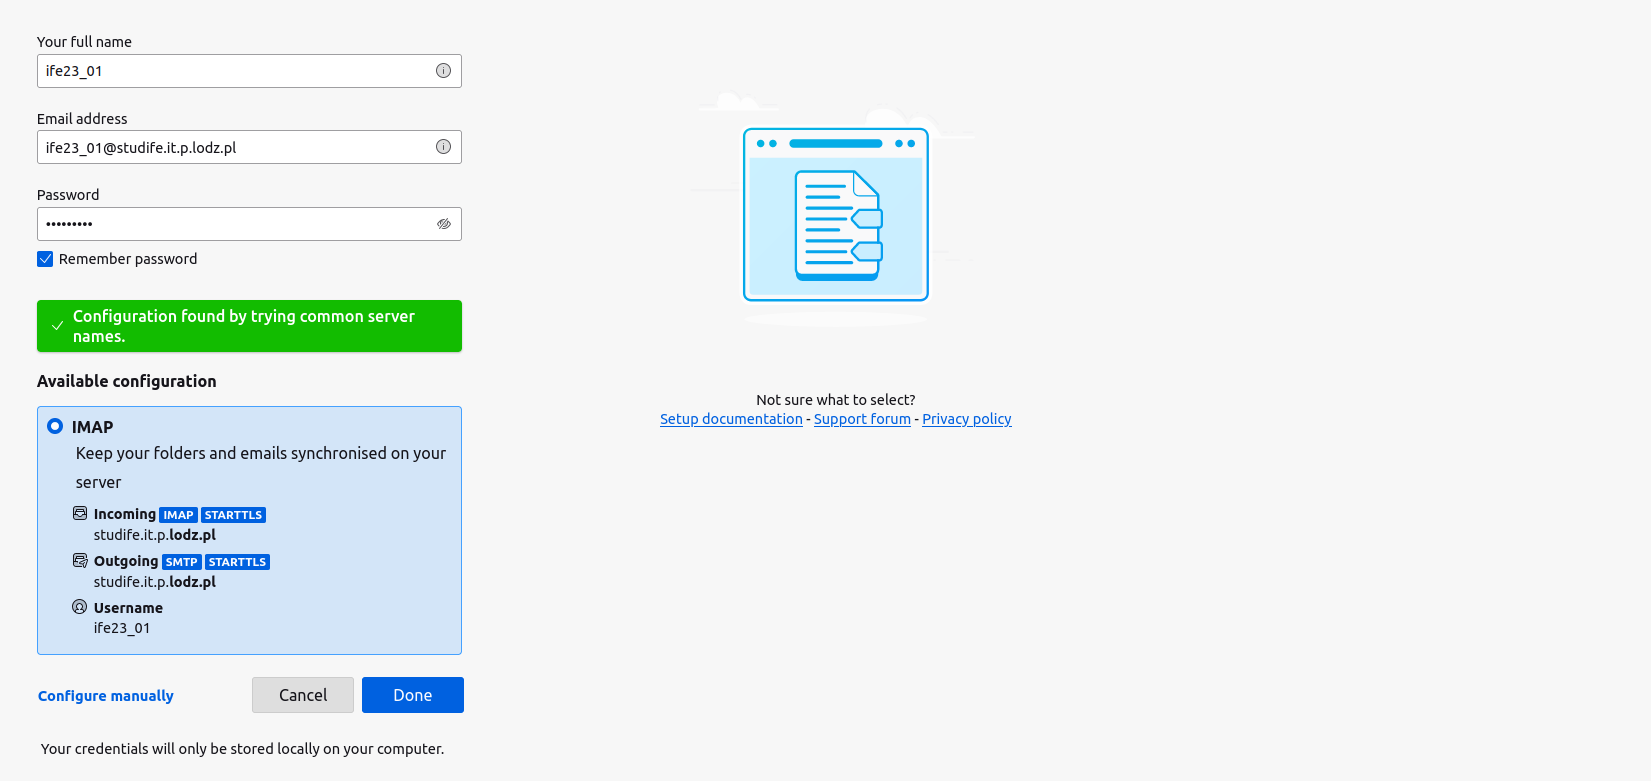 Your full name
ife23_01
Email address
ife23_01@studife.it.p.lodz.pl
Password
•••••••••
Remember password
Configuration found by trying common server
names.
Available configuration
IMAP
Keep your folders and emails synchronised on your
server
Incoming IMAP STARTTLS
studife.it.p.lodz.pl
Outgoing SMTP STARTTLS
studife.it.p.lodz.pl
Username
ife23_01
Configure manually Cancel Done
Your credentials will only be stored locally on your computer.
Not sure what to select?
Setup documentation - Support forum - Privacy policy